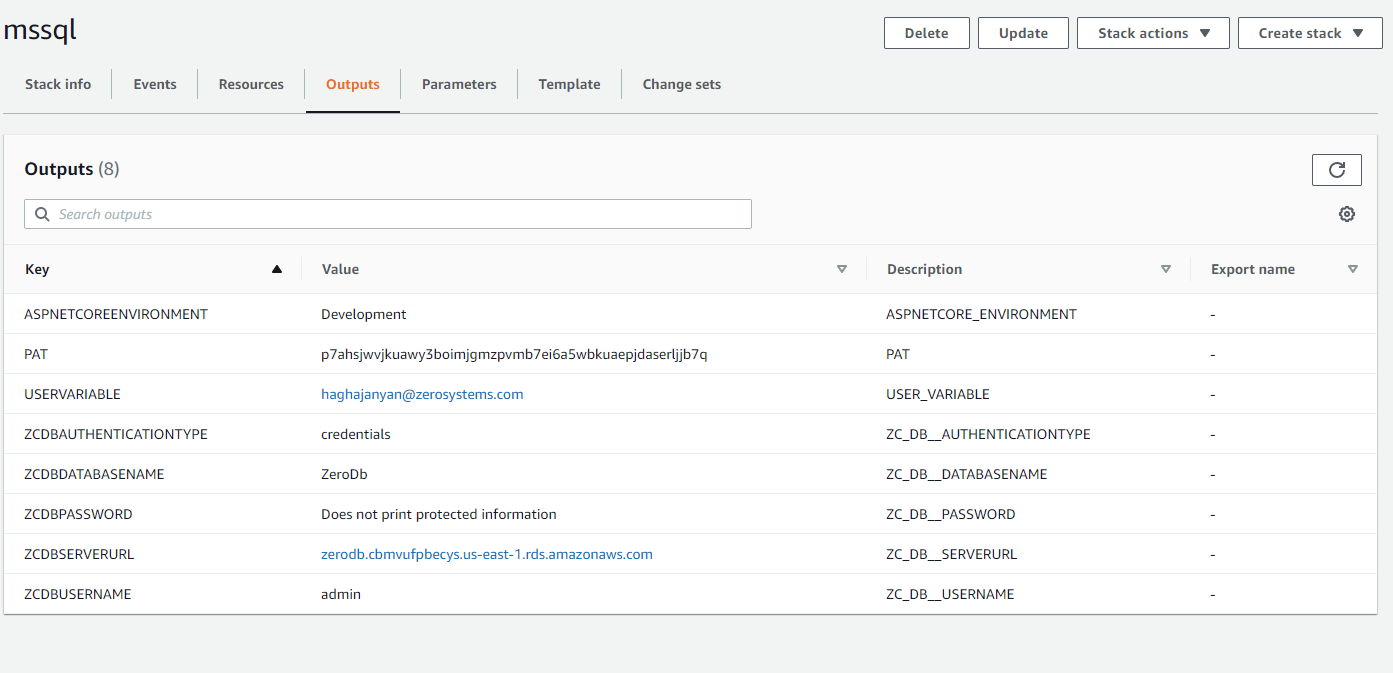 mssql
Delete Update Stack actions Create stack
Stack info Events Resources Outputs Parameters Template Change sets
Outputs (8)
Search outputs
Key Value Description Export name
ASPNETCOREENVIRONMENT Development ASPNETCORE_ENVIRONMENT -
PAT p7ahsjwvjkuawy3boimjgmzpvmb7ei6a5wbkuaepjdaserljjb7q PAT -
USERVARIABLE haghajanyan@zerosystems.com USER_VARIABLE -
ZCDBAUTHENTICATIONTYPE credentials ZC_DB__AUTHENTICATIONTYPE -
ZCDBDATABASENAME ZeroDb ZC_DB__DATABASENAME -
ZCDBPASSWORD Does not print protected information ZC_DB__PASSWORD -
ZCDBSERVERURL zerodb.cbmvufpbecys.us-east-1.rds.amazonaws.com ZC_DB__SERVERURL -
ZCDBUSERNAME admin ZC_DB__USERNAME -